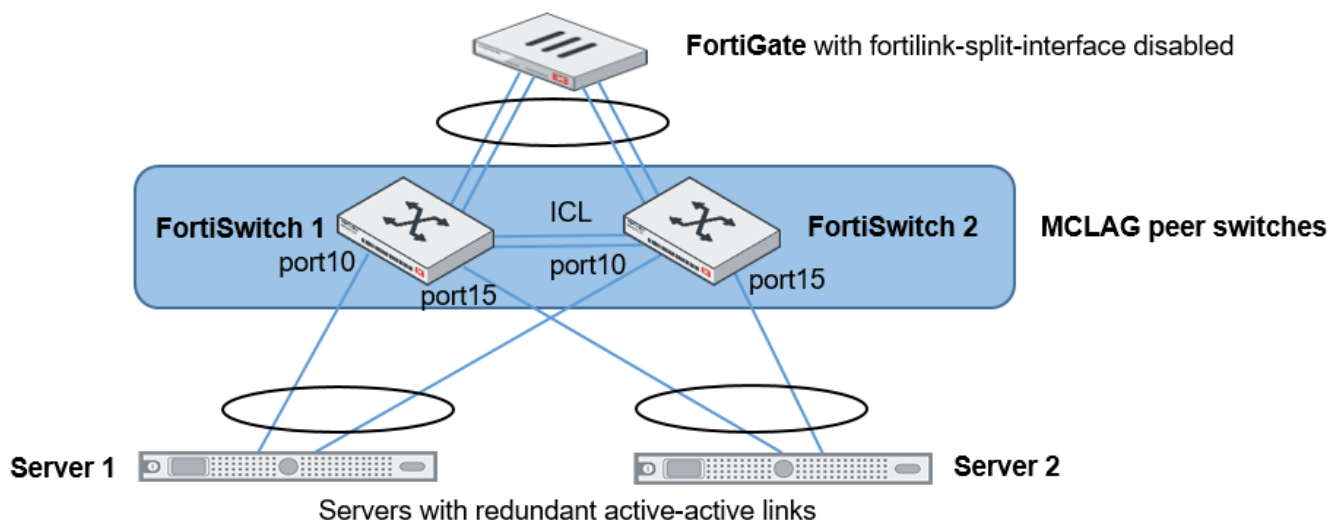 FortiGate with fortilink-split-interface disabled
FortiSwitch 1
ICL
FortiSwitch 2
MCLAG peer switches
port10
port10
port15
port15
Server 1
Server 2
Servers with redundant active-active links